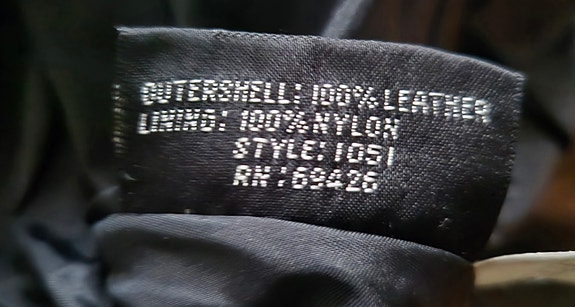 OUTERSHELL: 100% LEATHER
LINING: 100% NYLON
STYLE: 1051
RN: 69426